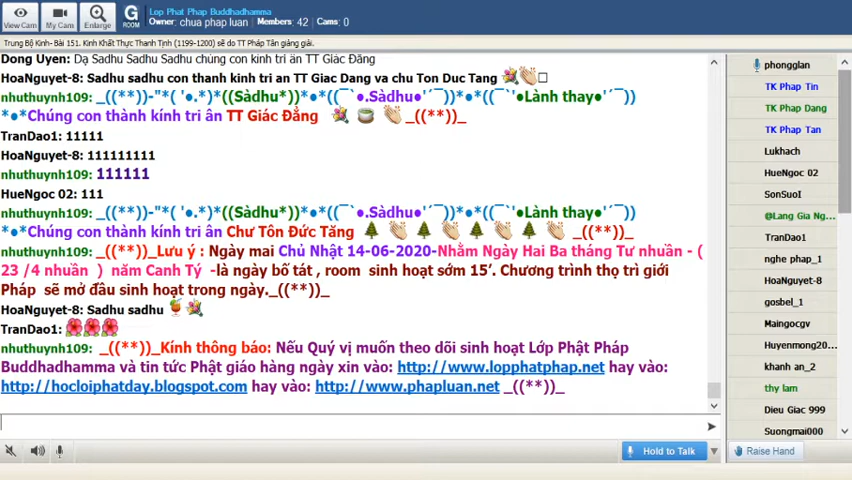 View Cam
My Cam
Enlarge
G
ROOM
Lop Phat Phap Buddhadhamma
Owner: chua phap luan Members: 42 Cams: 0
Trung Bộ Kinh- Bài 151. Kinh Khất Thực Thanh Tịnh (1199-1200) sẽ do TT Pháp Tân giảng giải.
Dong Uyen: Dạ Sadhu Sadhu Sadhu chúng con kính tri ân TT Giác Đẳng
HoaNguyet-8: Sadhu sadhu con thanh kinh tri an TT Giac Dang va chu Ton Duc Tang 💐👏□
nhuthuynh109: _((**))-"*( '●.*)*((Sàdhu*))*●*((¯`●.Sàdhu●'´¯))*●*((¯`'●Lành thay●'´¯))
*●*Chúng con thành kính tri ân TT Giác Đẳng 💐 🍵 👏 _((**))_
TranDao1: 11111
HoaNguyet-8: 111111111
nhuthuynh109: 111111
HueNgoc 02: 111
nhuthuynh109: _((**))-"*( '●.*)*((Sàdhu*))*●*((¯`●.Sàdhu●'´¯))*●*((¯`'●Lành thay●'´¯))
*●*Chúng con thành kính tri ân Chư Tôn Đức Tăng 🌲 👏 🌲 👏 🌲 👏 🌲 👏 _((**))_
nhuthuynh109: _((**))_Lưu ý : Ngày mai Chủ Nhật 14-06-2020-Nhằm Ngày Hai Ba tháng Tư nhuần - (
23 /4 nhuần ) năm Canh Tý -là ngày bố tát , room sinh hoạt sớm 15'. Chương trình thọ trì giới
Pháp sẽ mở đầu sinh hoạt trong ngày._((**))_
HoaNguyet-8: Sadhu sadhu 🍹💐
TranDao1: 🌺🌺🌺
nhuthuynh109: _((**))_Kính thông báo: Nếu Quý vị muốn theo dõi sinh hoạt Lớp Phật Pháp
Buddhadhamma và tin tức Phật giáo hàng ngày xin vào: http://www.lopphatphap.net hay vào:
http://hocloiphatday.blogspot.com hay vào: http://www.phapluan.net _((**))_
phongglan
TK Phap Tin
TK Phap Dang
TK Phap Tan
Lukhach
HueNgoc 02
SonSuoI
@Lang Gia Ng...
TranDao1
nghe phap_1
HoaNguyet-8
gosbel_1
Maingocgv
Huyenmong20...
khanh an_2
thy lam
Dieu Giac 999
Suongmai000
Hold to Talk
Raise Hand